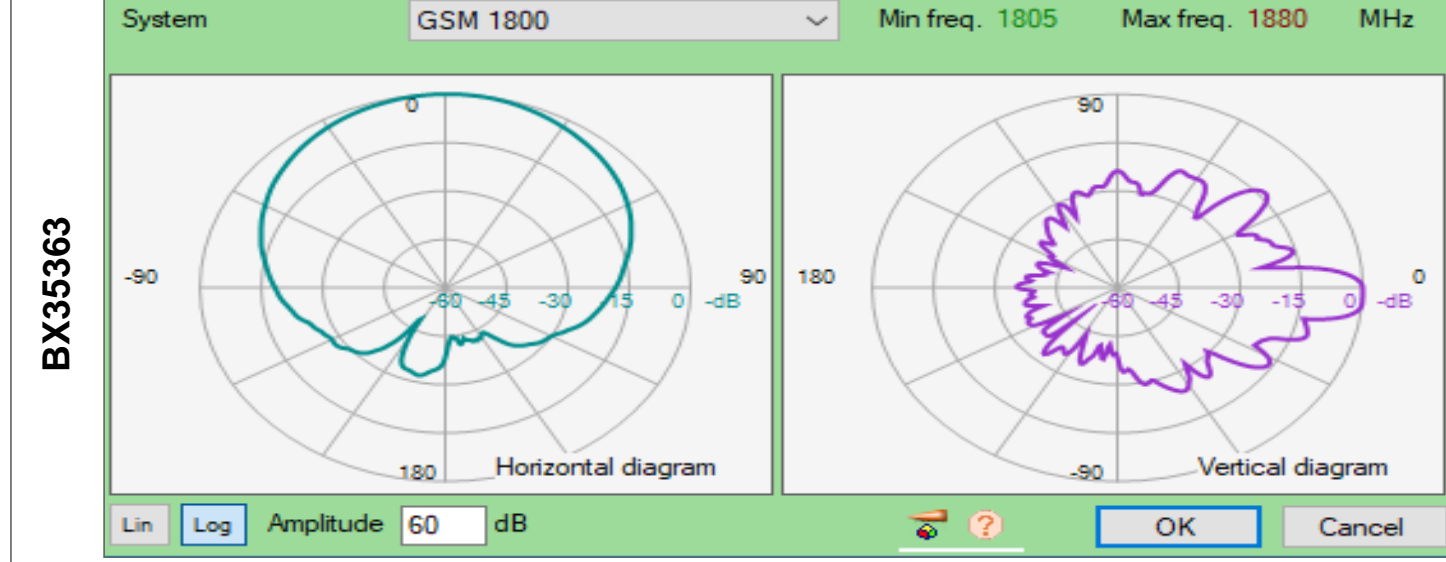 BX35363
System GSM 1800 Min freq. 1805 Max freq. 1880 MHz
0
-90 90
-60 -45 -30 -15 0 -dB
180
Horizontal diagram
90
180 0
-60 -45 -30 -15 0 -dB
-90
Vertical diagram
Lin Log Amplitude 60 dB ? OK Cancel